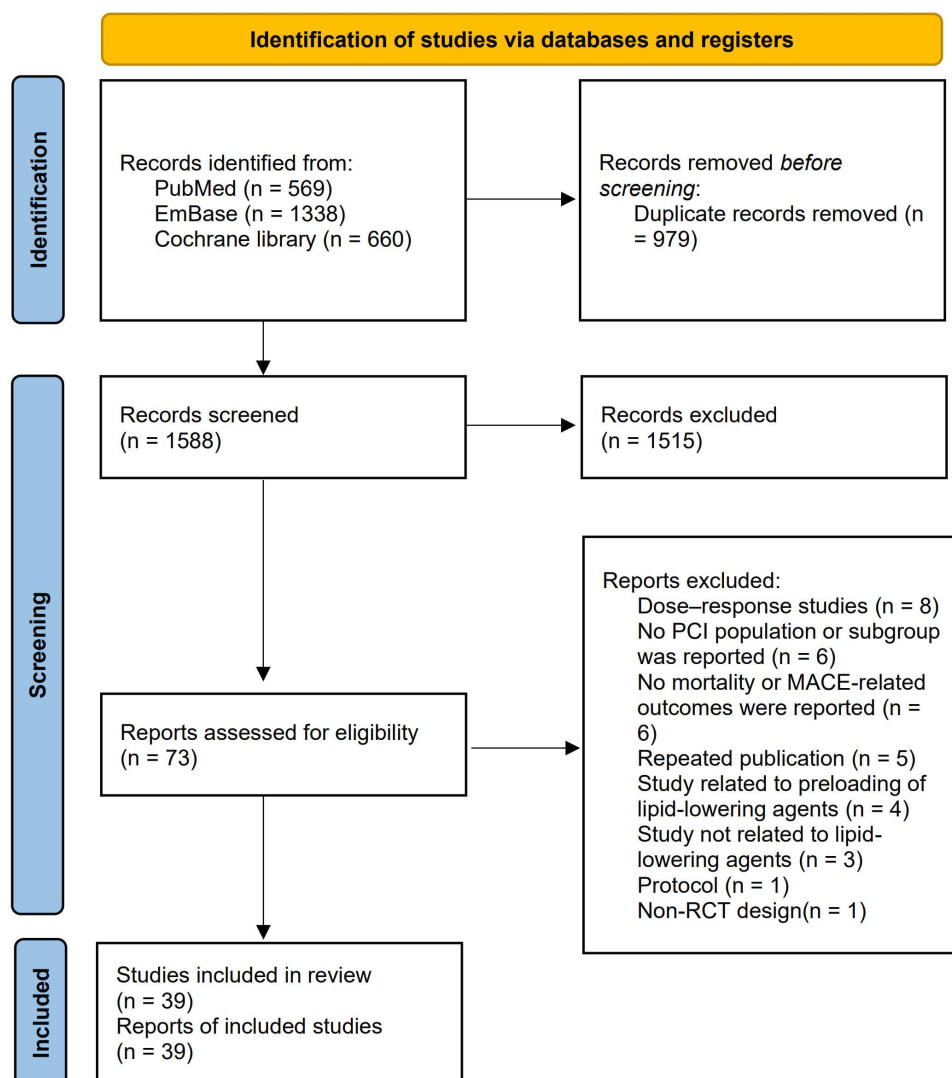 Identification of studies via databases and registers
Identification
Records identified from:
PubMed (n = 569)
EmBase (n = 1338)
Cochrane library (n = 660)
Records removed before
screening:
Duplicate records removed (n
= 979)
Screening
Records screened
(n = 1588)
Records excluded
(n = 1515)
Reports assessed for eligibility
(n = 73)
Reports excluded:
Dose–response studies (n = 8)
No PCI population or subgroup
was reported (n = 6)
No mortality or MACE-related
outcomes were reported (n =
6)
Repeated publication (n = 5)
Study related to preloading of
lipid-lowering agents (n = 4)
Study not related to lipid-
lowering agents (n = 3)
Protocol (n = 1)
Non-RCT design(n = 1)
Included
Studies included in review
(n = 39)
Reports of included studies
(n = 39)